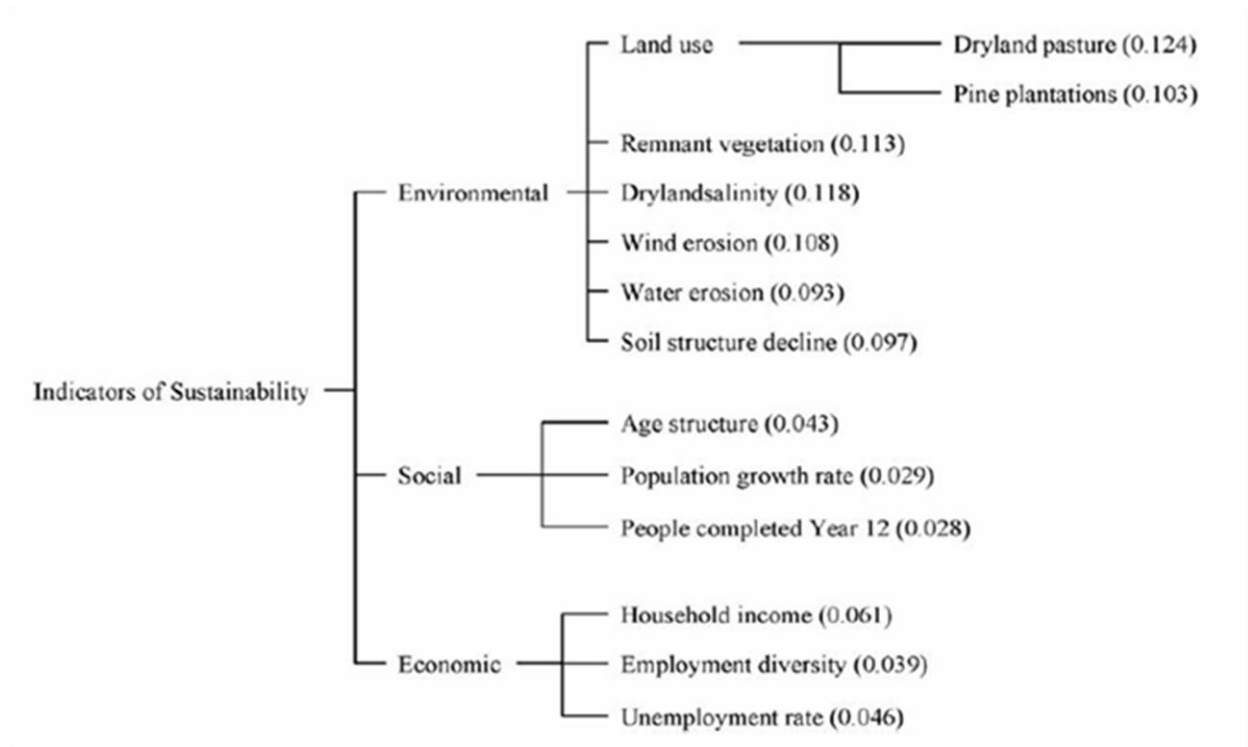 Land use
Dryland pasture (0.124)
Pine plantations (0.103)
Remnant vegetation (0.113)
Environmental
Drylandsalinity (0.118)
Wind erosion (0.108)
Water erosion (0.093)
Soil structure decline (0.097)
Indicators of Sustainability
Age structure (0.043)
Social
Population growth rate (0.029)
People completed Year 12 (0.028)
Household income (0.061)
Economic
Employment diversity (0.039)
Unemployment rate (0.046)